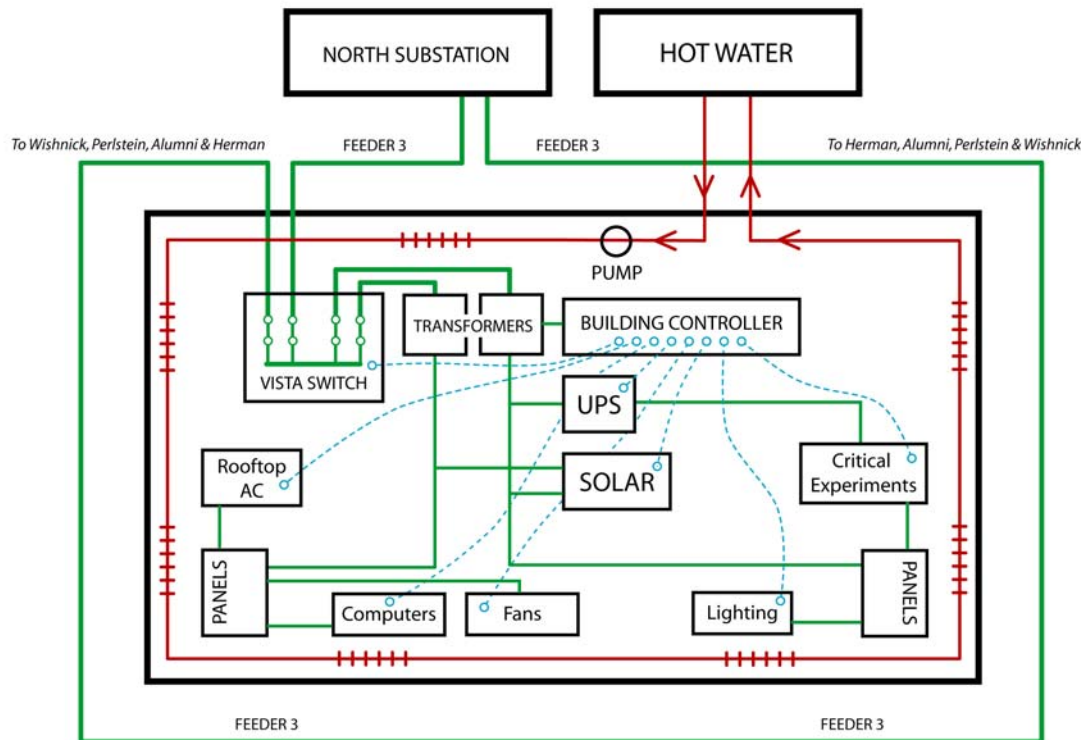 NORTH SUBSTATION
HOT WATER
To Wishnick, Perlstein, Alumni & Herman
FEEDER 3
FEEDER 3
To Herman, Alumni, Perlstein & Wishnick
PUMP
TRANSFORMERS
BUILDING CONTROLLER
VISTA SWITCH
UPS
Rooftop
AC
SOLAR
Critical
Experiments
PANELS
Computers
Fans
Lighting
PANELS
FEEDER 3
FEEDER 3